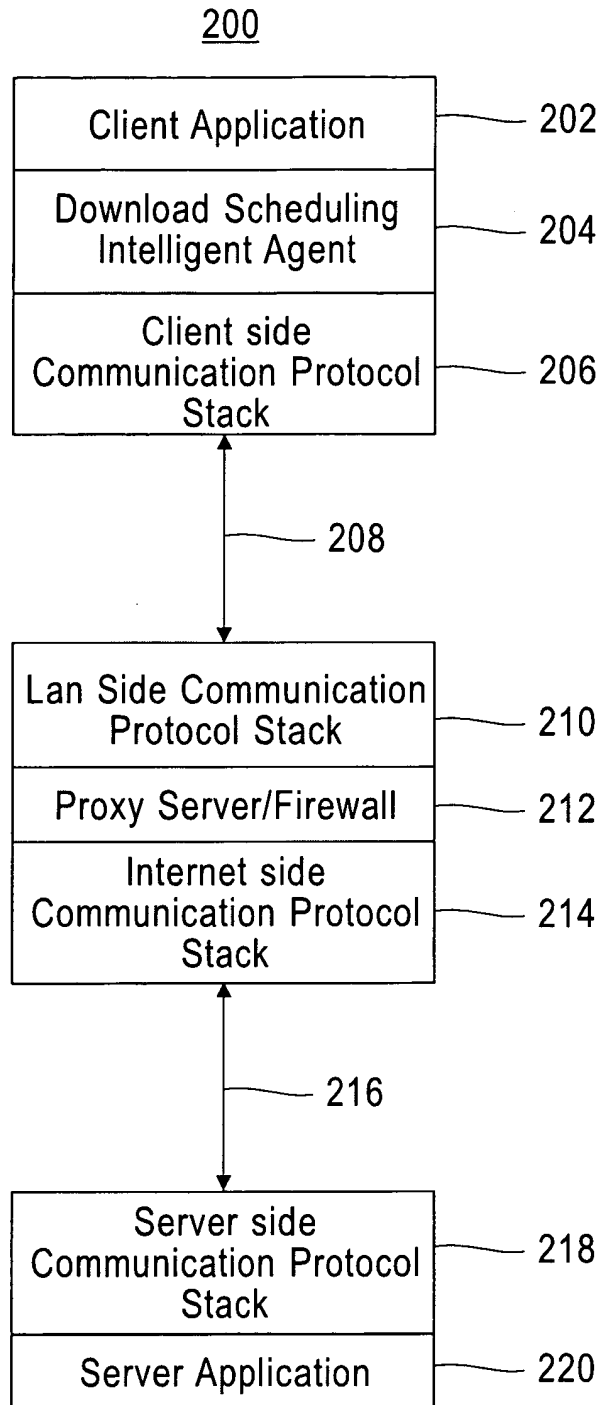 200
Client Application
202
Download Scheduling
Intelligent Agent
204
Client side
Communication Protocol
Stack
206
208
Lan Side Communication
Protocol Stack
210
Proxy Server/Firewall
212
Internet side
Communication Protocol
Stack
214
216
Server side
Communication Protocol
Stack
218
Server Application
220